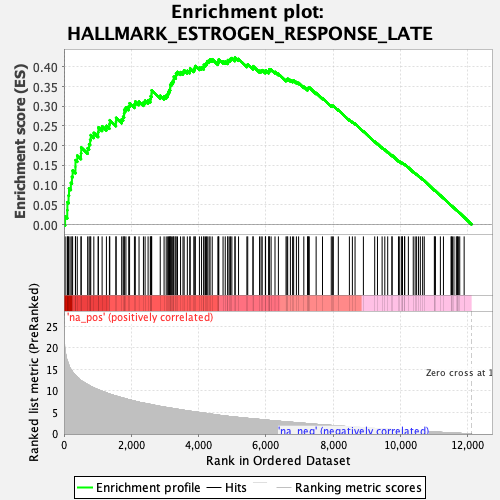 Enrichment plot:
HALLMARK_ESTROGEN_RESPONSE_LATE
Enrichment score (ES)
0.40
0.35
0.30
0.25
0.20
0.15
0.10
0.05
0.00
'na_pos' (positively correlated)
Ranked list metric (PreRanked)
25
20
15
10
5
0
Zero cross at 1
'na_neg' (negatively correlated)
0 2,000 4,000 6,000 8,000 10,000 12,000
Rank in Ordered Dataset
Enrichment profile Hits Ranking metric scores